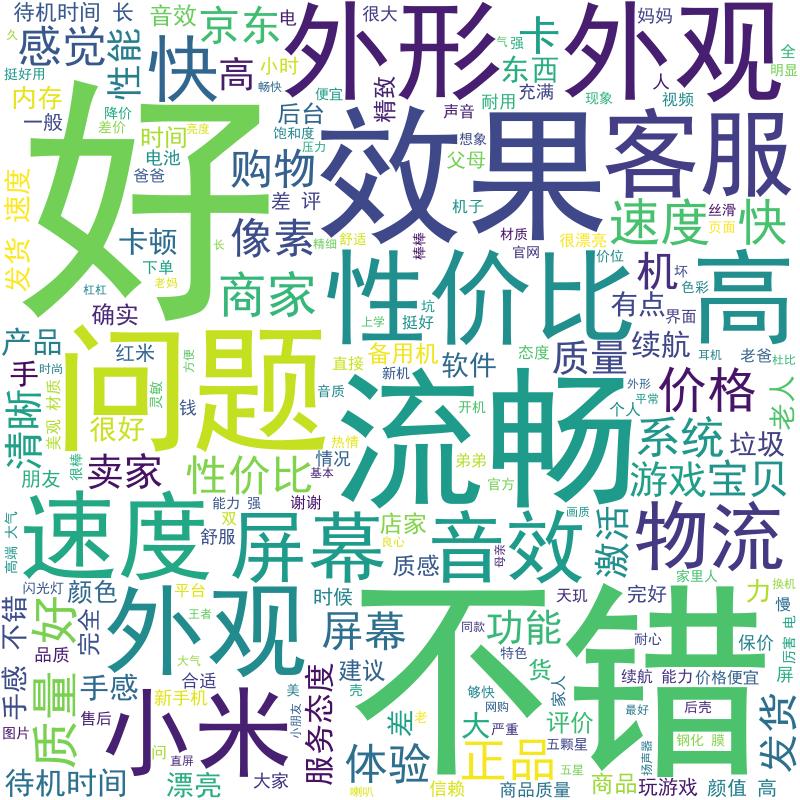 待机时间 长
音效
京东
电
很大
外形
外观
妈妈
卡
气 强
久
感觉
性能
快
高
小时
精致
东西
全
明显
挺好用
畅快
便宜
充满
人
内存
降价
后台
声音
耐用
现象
视频
一般
差价
时间
亮度
饱和度
好
效果
客服
想象
电池
压力
父母
爸爸
购物
速度
差 评
机子
速度
快
丝滑
发货
卡顿
像素
长
精细
舒适
棒棒
材质
很漂亮
页面
官网
下单
老妈
性价比
价位
机
坏
高
杠杠
商家
坑
有点
色彩
确实
上学
挺好
界面
产品
红米
问题
方便
直接
备用机
态度
续航
耳机
老爸
杜比
时尚
手
软件
质量
新机
灵敏
外形
材质
美观
钱
音质
流畅
开机
平常
价格
老人
清晰
很好
热情
个人
系统
垃圾
朋友
很棒
卖家
性价比
情况
基本
弟弟
官方
游戏
宝贝
能力 强
谢谢
大气
高端
速度
双
舒服
屏幕
店家
良心
音效
画质
激活
物流
质感
母亲
家里人
换机
闪光灯
颜色
平台
王者
时候
天玑
完好
力
慢
不错
好
完全
外观
不错
屏幕
同款
功能
耐心
保价
电
厉害
品质
大气
特色
手感
质量
手感
合适
美
小朋友
服务态度
建议
壳
货
家人
续航 能力
价格便宜
屏
新手机
够快
网购
最好
后壳
图片
售后
小米
差
老
大
严重
评价
发货
问
直屏
体验
正品
五颗星
扬声器
钢化 膜
待机时间
漂亮
大家
喇叭
信赖
五星
商品质量
商品
玩游戏
颜值 高